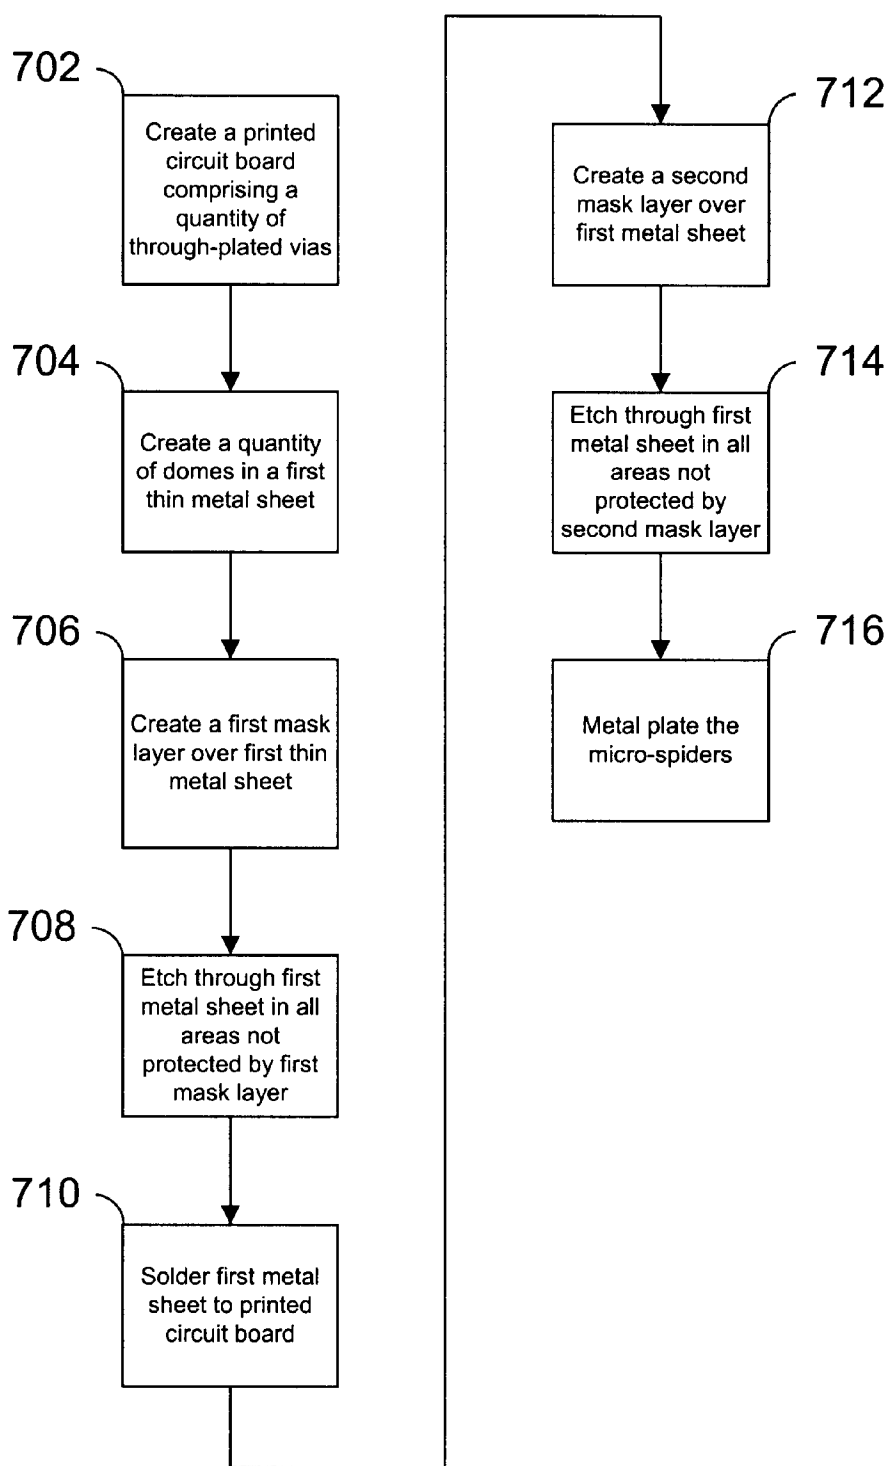 702
Create a printed
circuit board
comprising a
quantity of
through-plated vias
704
Create a quantity
of domes in a first
thin metal sheet
706
Create a first mask
layer over first thin
metal sheet
708
Etch through first
metal sheet in all
areas not
protected by first
mask layer
710
Solder first metal
sheet to printed
circuit board
712
Create a second
mask layer over
first metal sheet
714
Etch through first
metal sheet in all
areas not
protected by
second mask layer
716
Metal plate the
micro-spiders